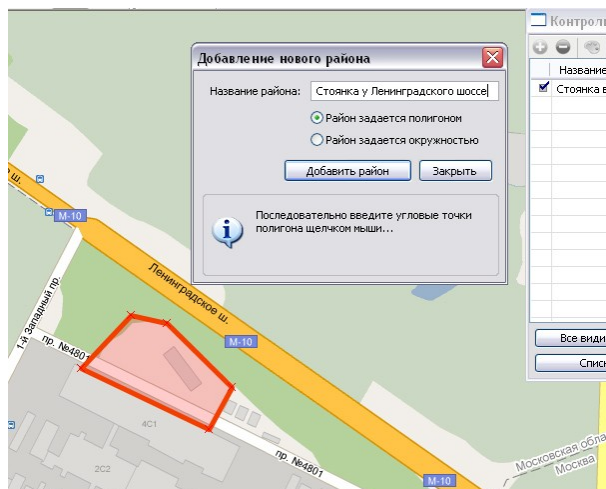 Контроль
Добавление нового района
Название района:
Стоянка у Ленинградского шоссе
Название
Стоянка в
Район задается полигоном
Район задается окружностью
Добавить район
Закрыть
Последовательно введите угловые точки
полигона щелчком мыши...
ш.
М-10
Ленинградское ш.
1-й Западный пр.
М-10
пр. №4801
4С1
2С2
пр. №4801
М-10
Все види
Списо
Московская обла
Москва